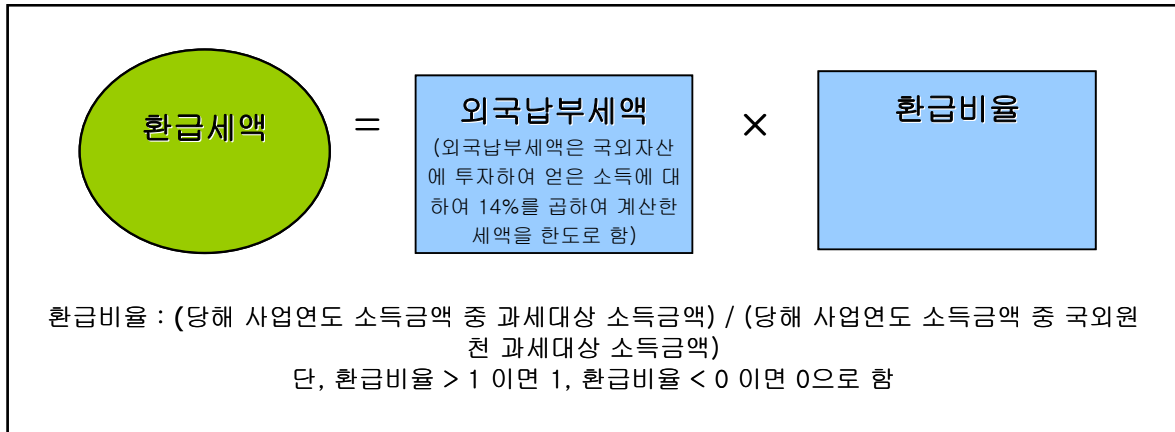 환급세액
=
외국납부세액
(외국납부세액은 국외자산
에 투자하여 얻은 소득에 대
하여 14%를 곱하여 계산한
세액을 한도로 함)
×
환급비율
환급비율 : (당해 사업연도 소득금액 중 과세대상 소득금액) / (당해 사업연도 소득금액 중 국외원
천 과세대상 소득금액)
단, 환급비율 > 1 이면 1, 환급비율 < 0 이면 0으로 함